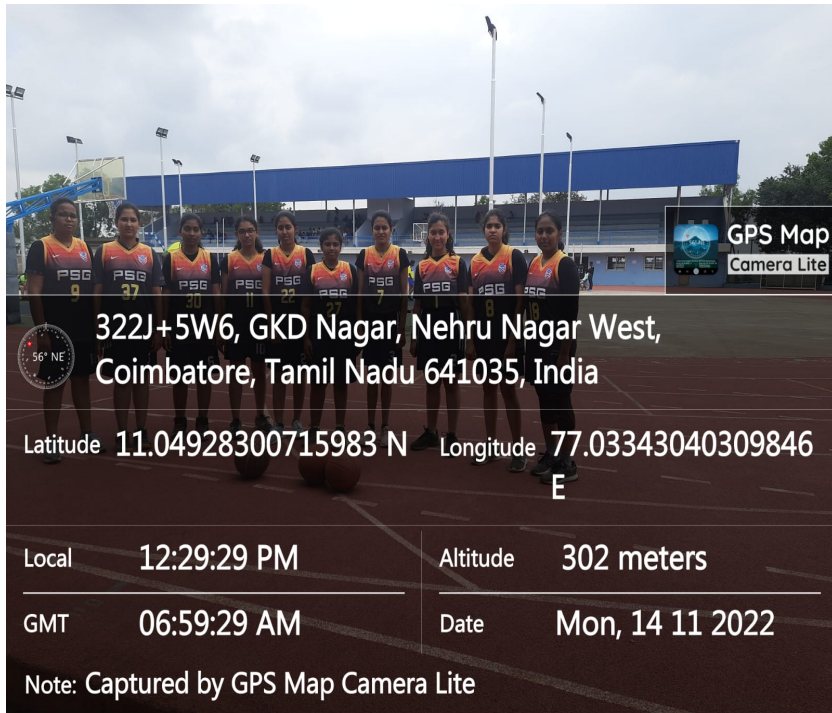 PSG
9
PSG
37
PSG
30
PSG
11
PSG
22
PSG
27
PSG
7
PSG
PSG
8
PSG
18
GPS Map
Camera Lite
56° NE
322J+5W6, GKD Nagar, Nehru Nagar West,
Coimbatore, Tamil Nadu 641035, India
Latitude 11.04928300715983 N
Longitude 77.03343040309846
E
Local 12:29:29 PM
Altitude 302 meters
GMT 06:59:29 AM
Date Mon, 14 11 2022
Note: Captured by GPS Map Camera Lite